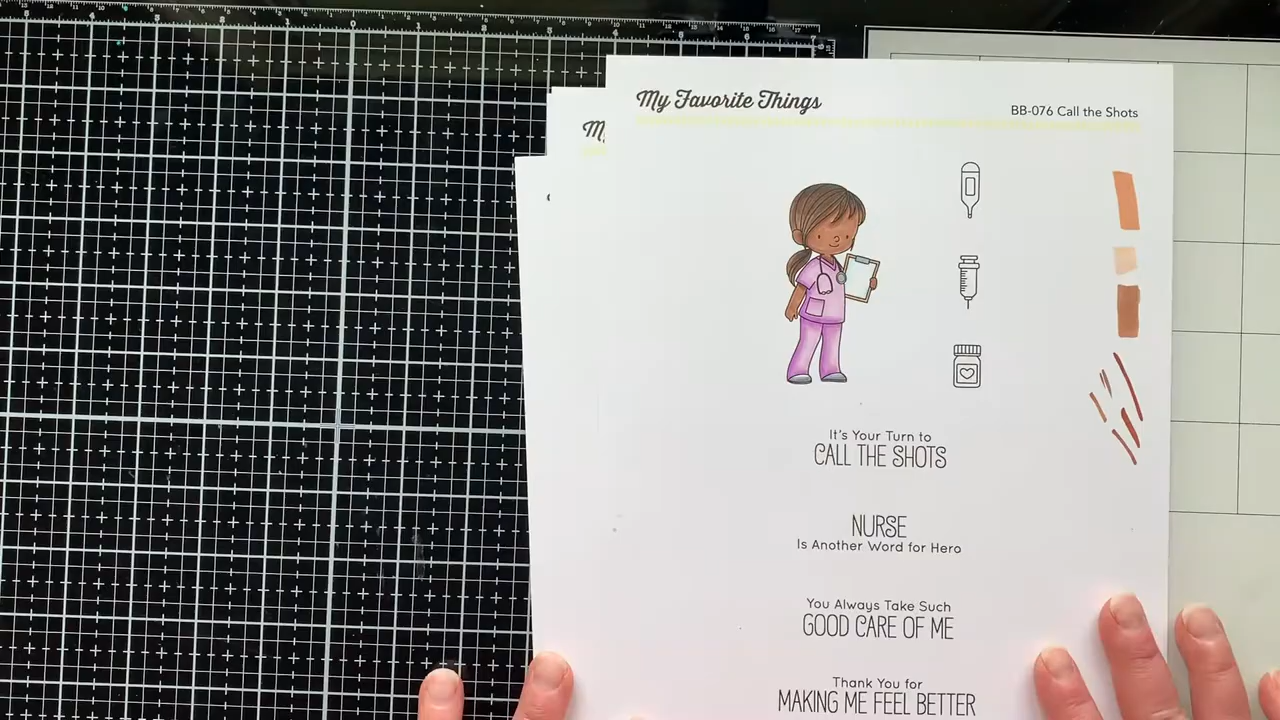 My Favorite Things
BB-076 Call the Shots
M
It's Your Turn to
CALL THE SHOTS
NURSE
Is Another Word for Hero
You Always Take Such
GOOD CARE OF ME
Thank You for
MAKING ME FEEL BETTER